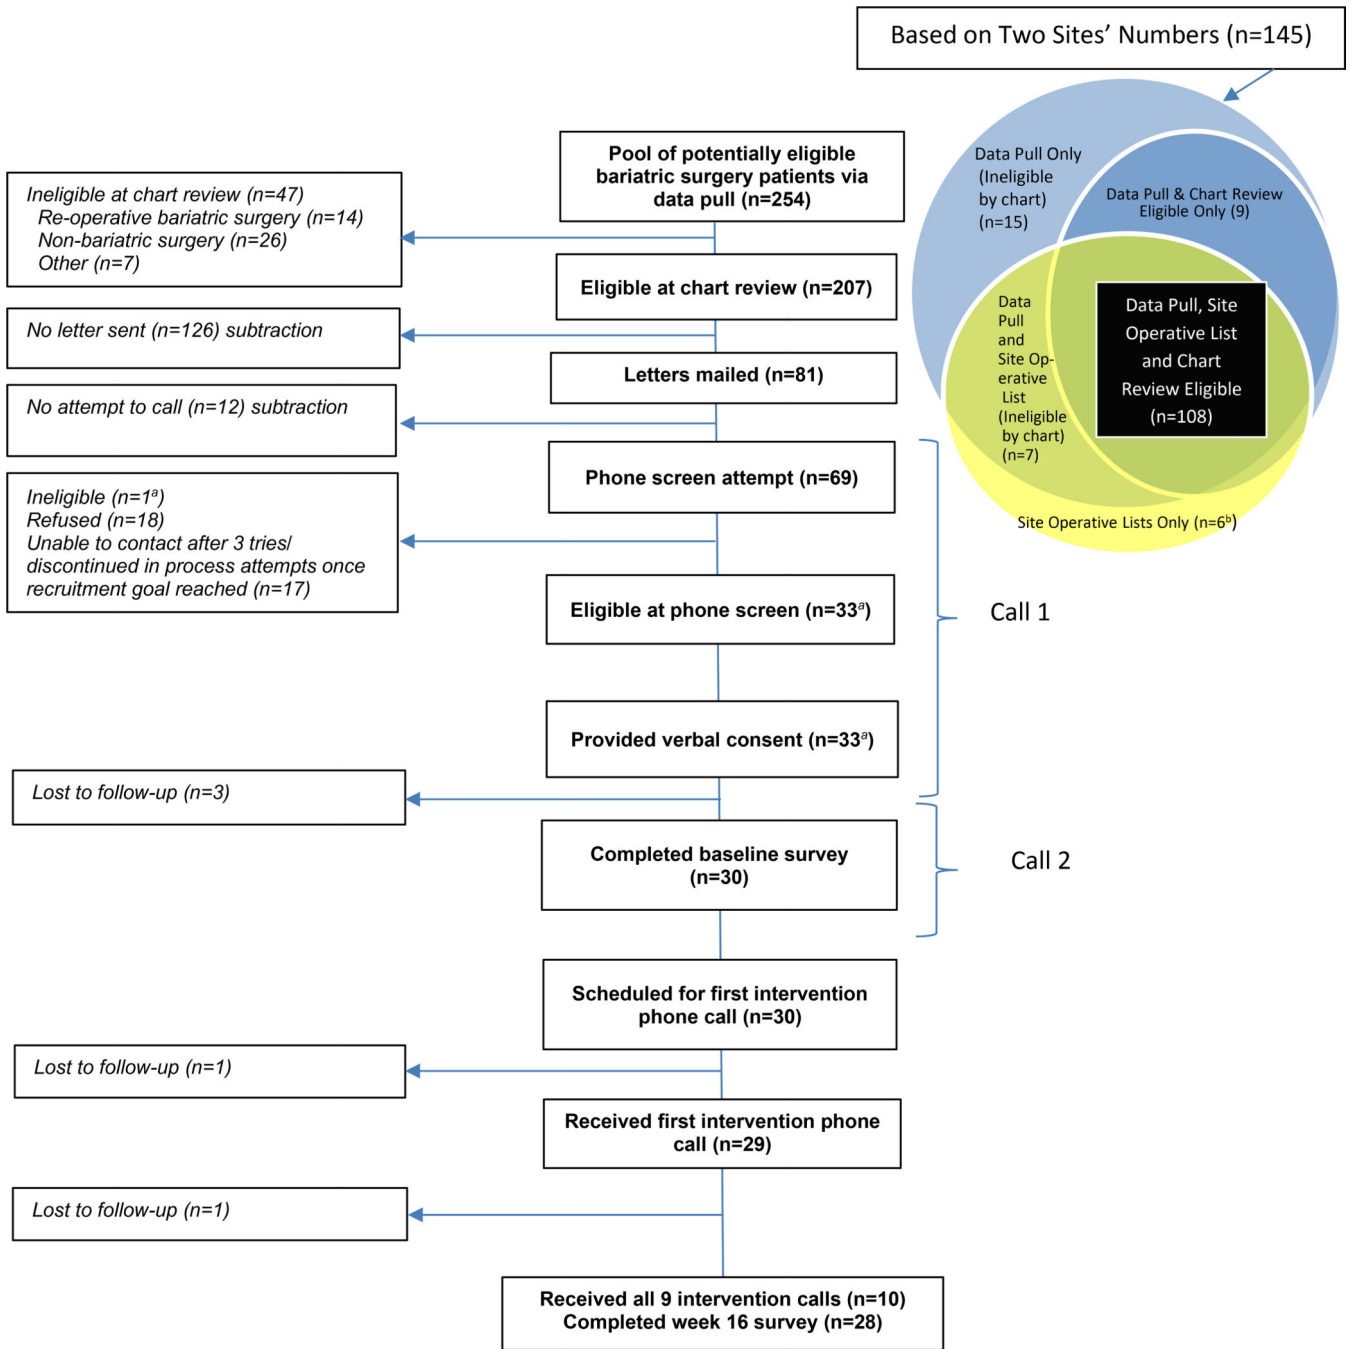 Based on Two Sites’ Numbers (n=145)
Data Pull Only
(Ineligible
by chart)
(n=15)
Data Pull & Chart Review
Eligible Only (9)
Data
Pull
and
Site Op-
erative
List
(Ineligible
by chart)
(n=7)
Data Pull, Site
Operative List
and Chart
Review Eligible
(n=108)
Site Operative Lists Only (n=6b)
Pool of potentially eligible
bariatric surgery patients via
data pull (n=254)
Ineligible at chart review (n=47)
Re-operative bariatric surgery (n=14)
Non-bariatric surgery (n=26)
Other (n=7)
Eligible at chart review (n=207)
No letter sent (n=126) subtraction
Letters mailed (n=81)
No attempt to call (n=12) subtraction
Phone screen attempt (n=69)
Ineligible (n=1a)
Refused (n=18)
Unable to contact after 3 tries/
discontinued in process attempts once
recruitment goal reached (n=17)
Eligible at phone screen (n=33a)
Call 1
Provided verbal consent (n=33a)
Lost to follow-up (n=3)
Completed baseline survey
(n=30)
Call 2
Scheduled for first intervention
phone call (n=30)
Lost to follow-up (n=1)
Received first intervention phone
call (n=29)
Lost to follow-up (n=1)
Received all 9 intervention calls (n=10)
Completed week 16 survey (n=28)